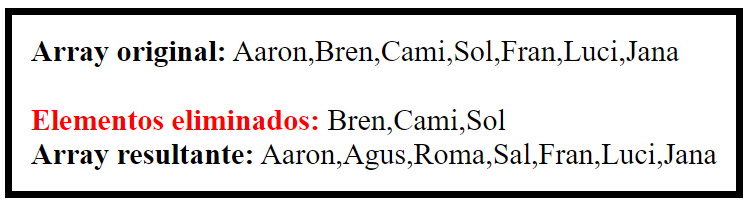 Array original: Aaron,Bren,Cami,Sol,Fran,Luci,Jana
Elementos eliminados: Bren,Cami,Sol
Array resultante: Aaron,Agus,Roma,Sal,Fran,Luci,Jana